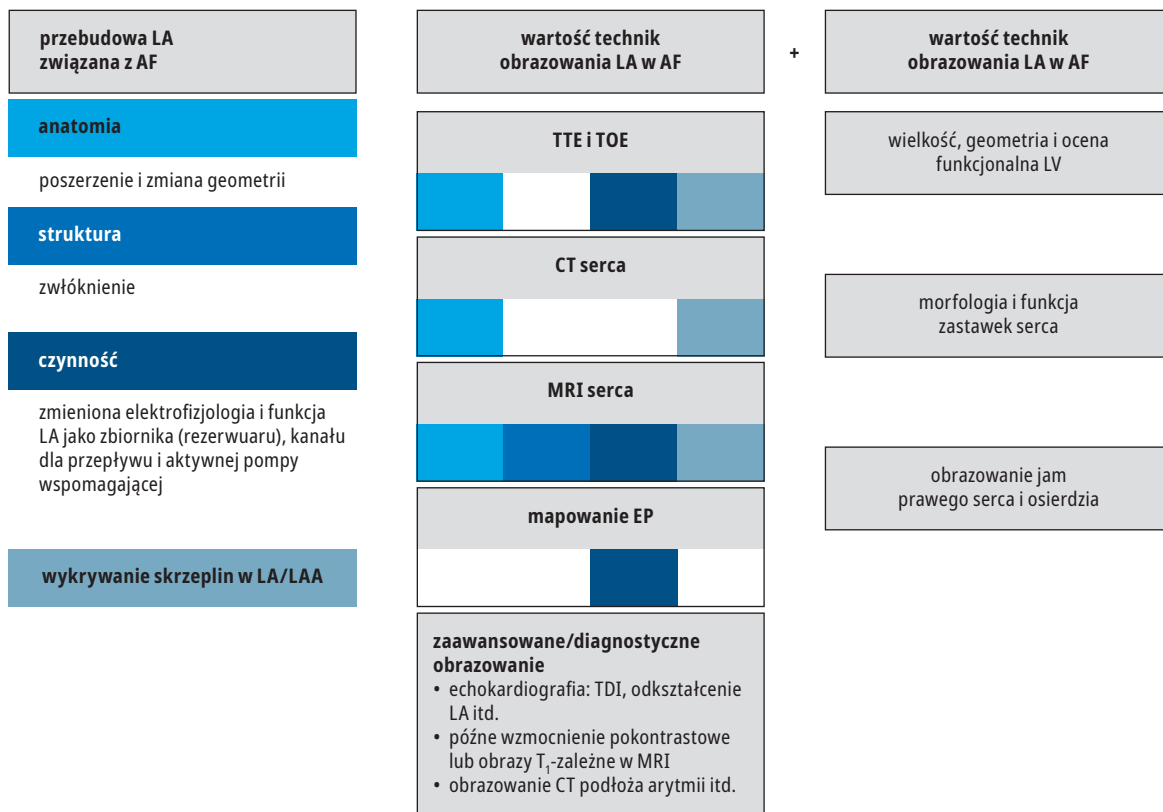 przebudowa LA
związana z AF
anatomia
poszerzenie i zmiana geometrii
struktura
zwłóknienie
czynność
zmieniona elektrofizjologia i funkcja
LA jako zbiornika (rezerwuaru), kanału
dla przepływu i aktywnej pompy
wspomagającej
wykrywanie skrzeplin w LA/LAA
wartość technik
obrazowania LA w AF
TTE i TOE
CT serca
MRI serca
mapowanie EP
zaawansowane/diagnostyczne
obrazowanie
• echokardiografia: TDI, odkształcenie
LA itd.
• późne wzmocnienie pokontrastowe
lub obrazy T₁-zależne w MRI
• obrazowanie CT podłoża arytmii itd.
+
wartość technik
obrazowania LA w AF
wielkość, geometria i ocena
funkcjonalna LV
morfologia i funkcja
zastawek serca
obrazowanie jam
prawego serca i osierdzia